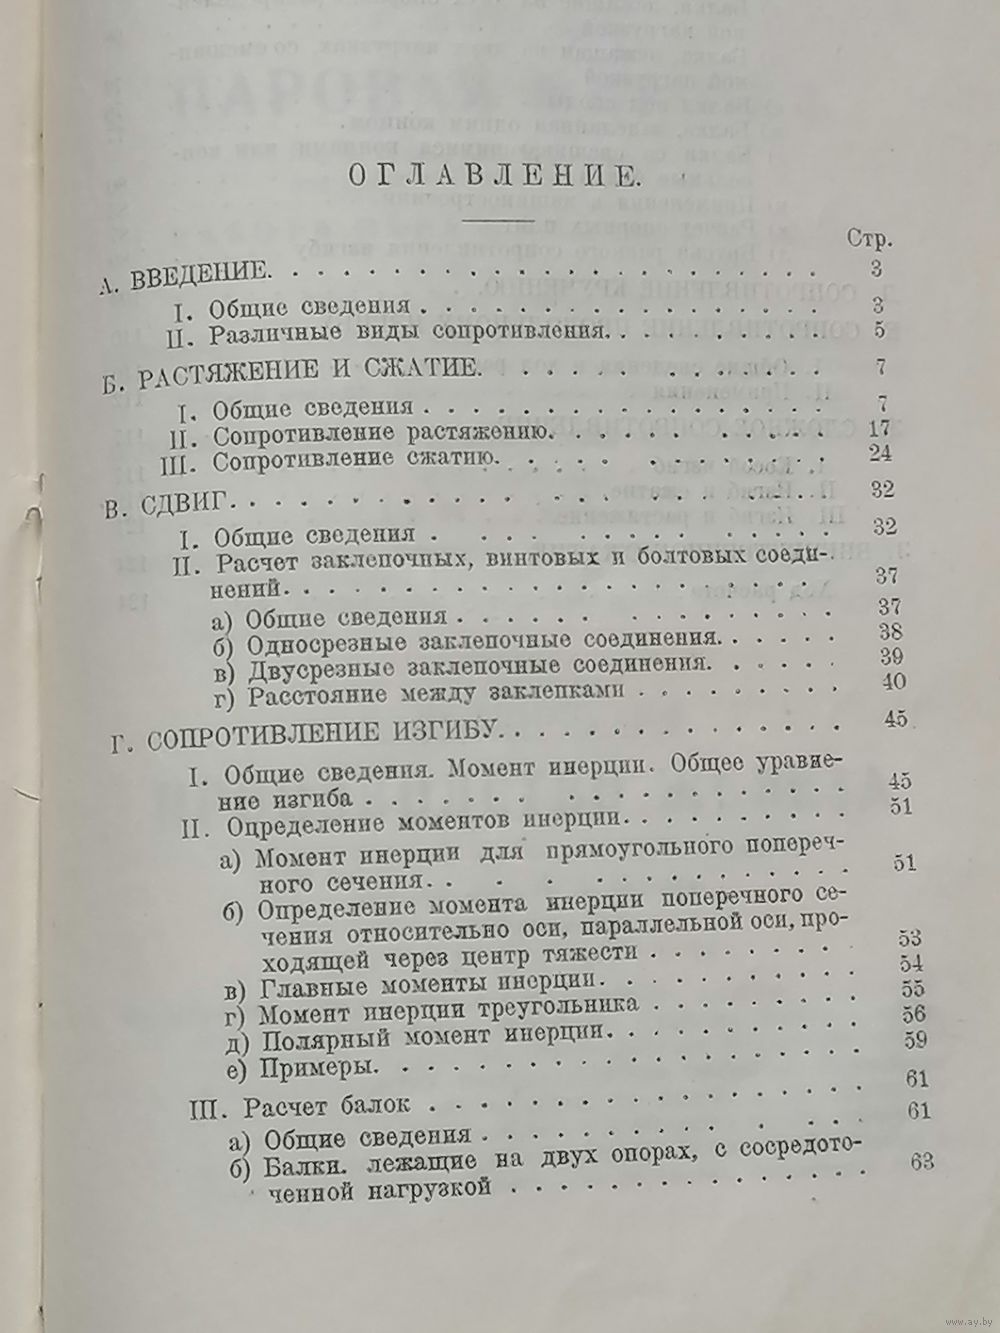 ОГЛАВЛЕНИЕ.
Стр.
А. ВВЕДЕНИЕ. . . . . . . . . . . . . . . . . . . . . 3
I. Общие сведения . . . . . . . . . . . . . . . . . 3
II. Различные виды сопротивления. . . . . . . . . 5
Б. РАСТЯЖЕНИЕ И СЖАТИЕ. . . . . . . . . . . . 7
I. Общие сведения . . . . . . . . . . . . . . . . . 7
II. Сопротивление растяжению. . . . . . . . . . . 17
III. Сопротивление сжатию. . . . . . . . . . . . . 24
В. СДВИГ. . . . . . . . . . . . . . . . . . . . . . . 32
I. Общие сведения . . . . . . . . . . . . . . . . . 32
II. Расчет заклепочных, винтовых и болтовых соеди-
нений. . . . . . . . . . . . . . . . . . . . . . 37
а) Общие сведения . . . . . . . . . . . . . . . 37
б) Односрезные заклепочные соединения. . . . . . 38
в) Двусрезные заклепочные соединения. . . . . . 39
г) Расстояние между заклепками . . . . . . . . . 40
Г. СОПРОТИВЛЕНИЕ ИЗГИБУ. . . . . . . . . . . . . 45
I. Общие сведения. Момент инерции. Общее уравне-
ние изгиба . . . . . . . . . . . . . . . . . . . 45
II. Определение моментов инерции. . . . . . . . . 51
а) Момент инерции для прямоугольного попереч-
ного сечения. . . . . . . . . . . . . . . . . 51
б) Определение момента инерции поперечного се-
чения относительно оси, параллельной оси, про-
ходящей через центр тяжести . . . . . . . . . 53
в) Главные моменты инерции. . . . . . . . . . . 54
г) Момент инерции треугольника . . . . . . . . . 55
д) Полярный момент инерции. . . . . . . . . . . 56
е) Примеры. . . . . . . . . . . . . . . . . . . 59
III. Расчет балок . . . . . . . . . . . . . . . . . 61
а) Общие сведения . . . . . . . . . . . . . . . 61
б) Балки. лежащие на двух опорах, с сосредото-
ченной нагрузкой . . . . . . . . . . . . . . 63
www.ay.by